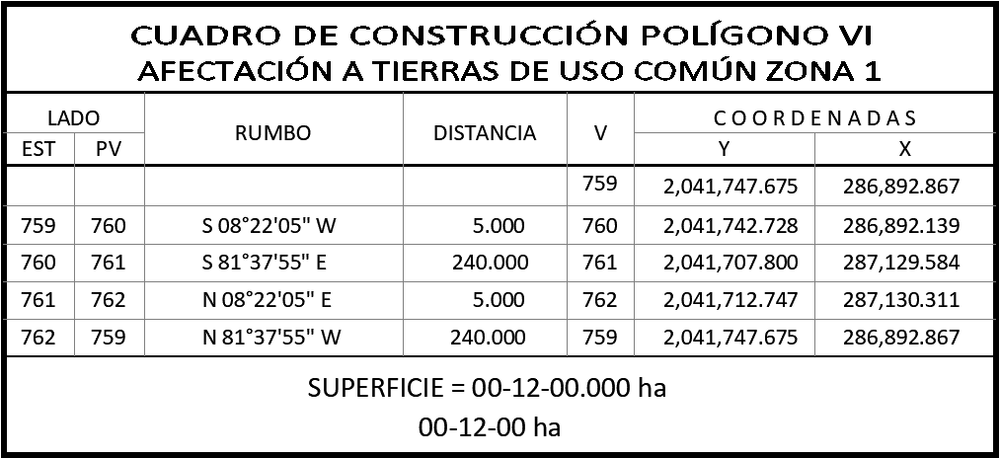 CUADRO DE CONSTRUCCIÓN POLÍGONO VI
AFECTACIÓN A TIERRAS DE USO COMÚN ZONA 1
LADO RUMBO DISTANCIA V C O O R D E N A D A S
EST PV Y X
759 2,041,747.675 286,892.867
759 760 S 08°22'05" W 5.000 760 2,041,742.728 286,892.139
760 761 S 81°37'55" E 240.000 761 2,041,707.800 287,129.584
761 762 N 08°22'05" E 5.000 762 2,041,712.747 287,130.311
762 759 N 81°37'55" W 240.000 759 2,041,747.675 286,892.867
SUPERFICIE = 00-12-00.000 ha
00-12-00 ha